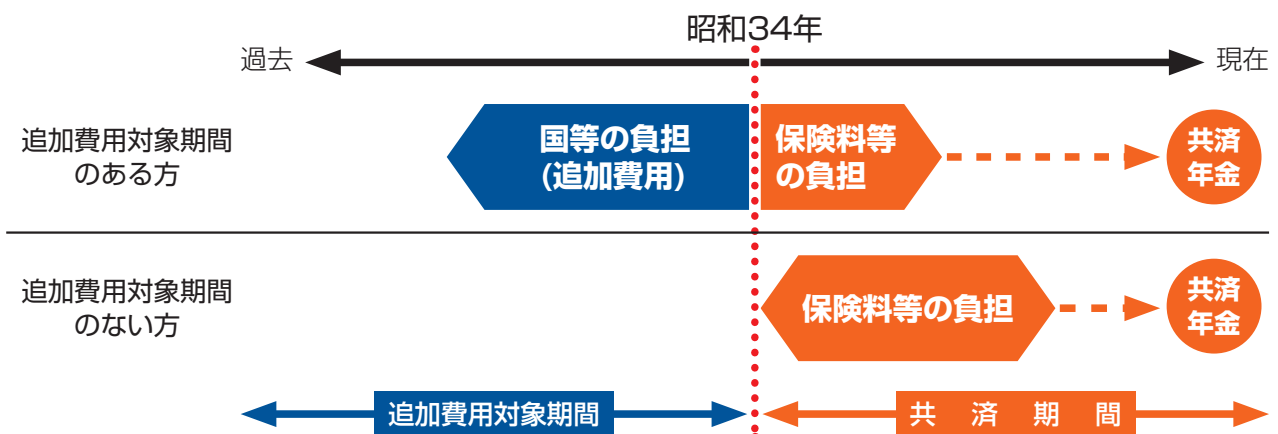 昭和34年
過去
現在
追加費用対象期間
のある方
国等の負担
(追加費用)
保険料等
の負担
共済
年金
追加費用対象期間
のない方
保険料等の負担
共済
年金
追加費用対象期間
共済期間